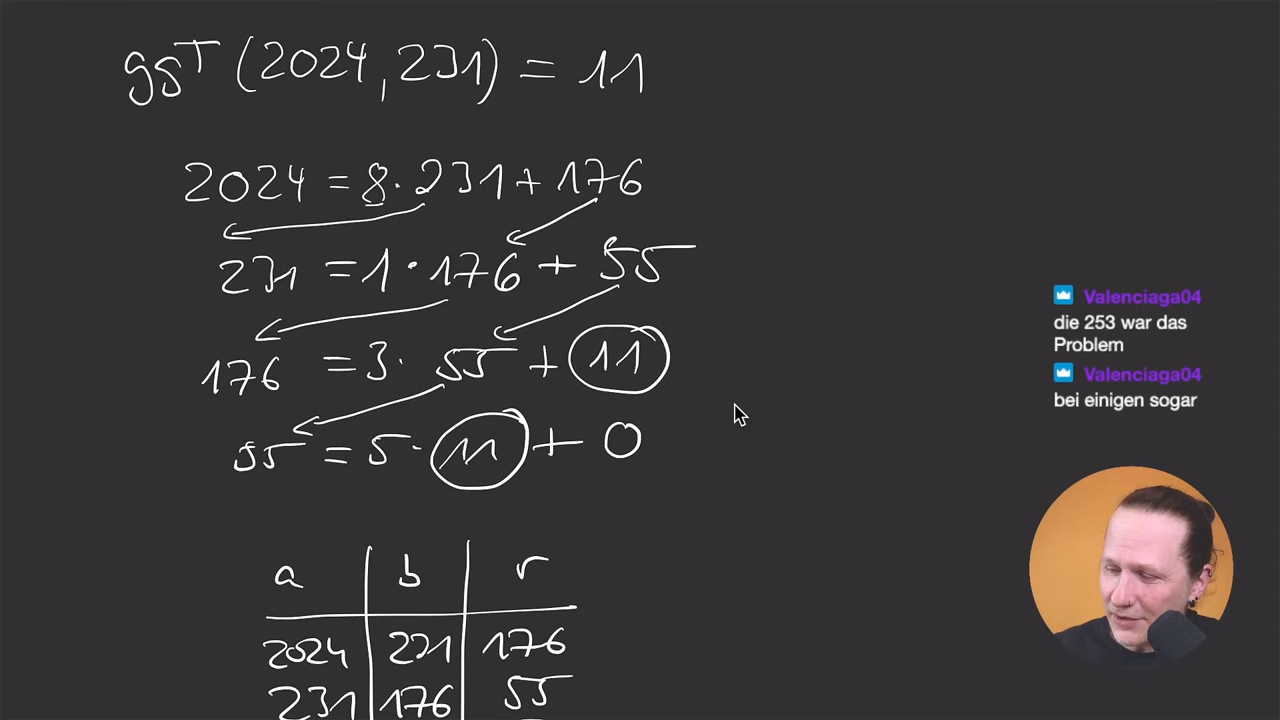 ggT (2024, 231) = 11
2024 = 8 · 231 + 176
231 = 1 · 176 + 55
176 = 3 · 55 + 11
55 = 5 · 11 + 0
a b r
2024 231 176
231 176 55
Valenciaga04
die 253 war das
Problem
Valenciaga04
bei einigen sogar